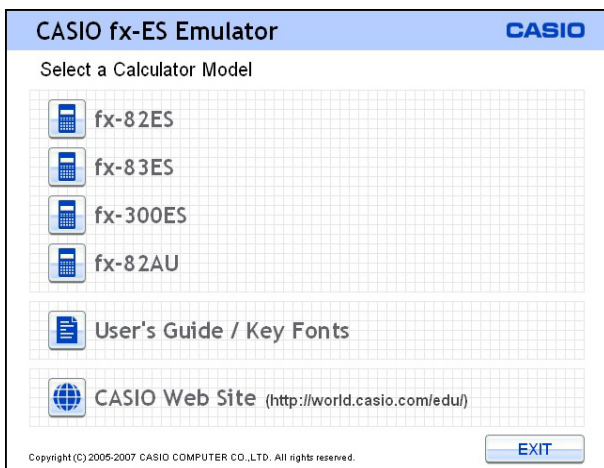 CASIO fx-ES Emulator
CASIO
Select a Calculator Model
fx-82ES
fx-83ES
fx-300ES
fx-82AU
User's Guide / Key Fonts
CASIO Web Site (http://world.casio.com/edu/)
Copyright (C) 2005-2007 CASIO COMPUTER CO.,LTD. All rights reserved.
EXIT